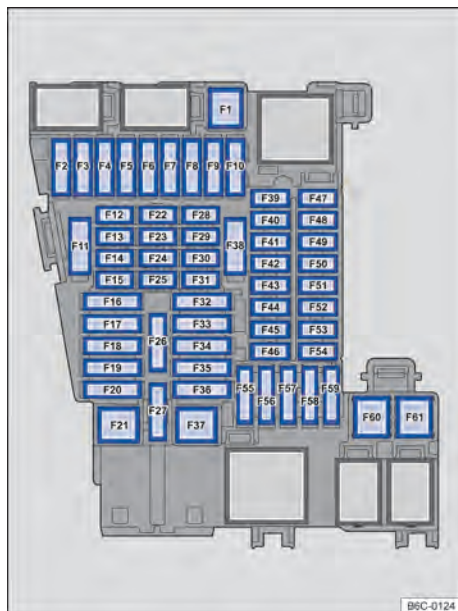 F1
F2 F3 F4 F5 F6 F7 F8 F9 F10
F39 F47
F12 F22 F28 F40 F48
F11 F13 F23 F29 F38 F41 F49
F14 F24 F30 F42 F50
F15 F25 F31 F43 F51
F16 F32 F44 F52
F17 F26 F33 F45 F53
F18 F34 F46 F54
F19 F35
F20 F27 F36 F55 F56 F57 F58 F59
F21 F37 F60 F61
B6C-0124